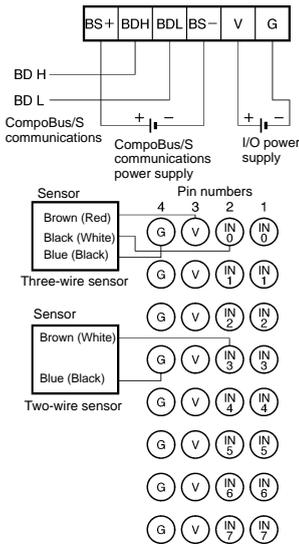 BS+ BDH BDL BS− V G
BD H
BD L
CompoBus/S
communications
+ −
CompoBus/S
communications
power supply
+ −
I/O power
supply
Pin numbers
4 3 2 1
Sensor
Brown (Red)
Black (White)
Blue (Black)
Three-wire sensor
G V IN 0 IN 0
G V IN 1 IN 1
G V IN 2 IN 2
Sensor
Brown (White)
Blue (Black)
Two-wire sensor
G V IN 3 IN 3
G V IN 4 IN 4
G V IN 5 IN 5
G V IN 6 IN 6
G V IN 7 IN 7